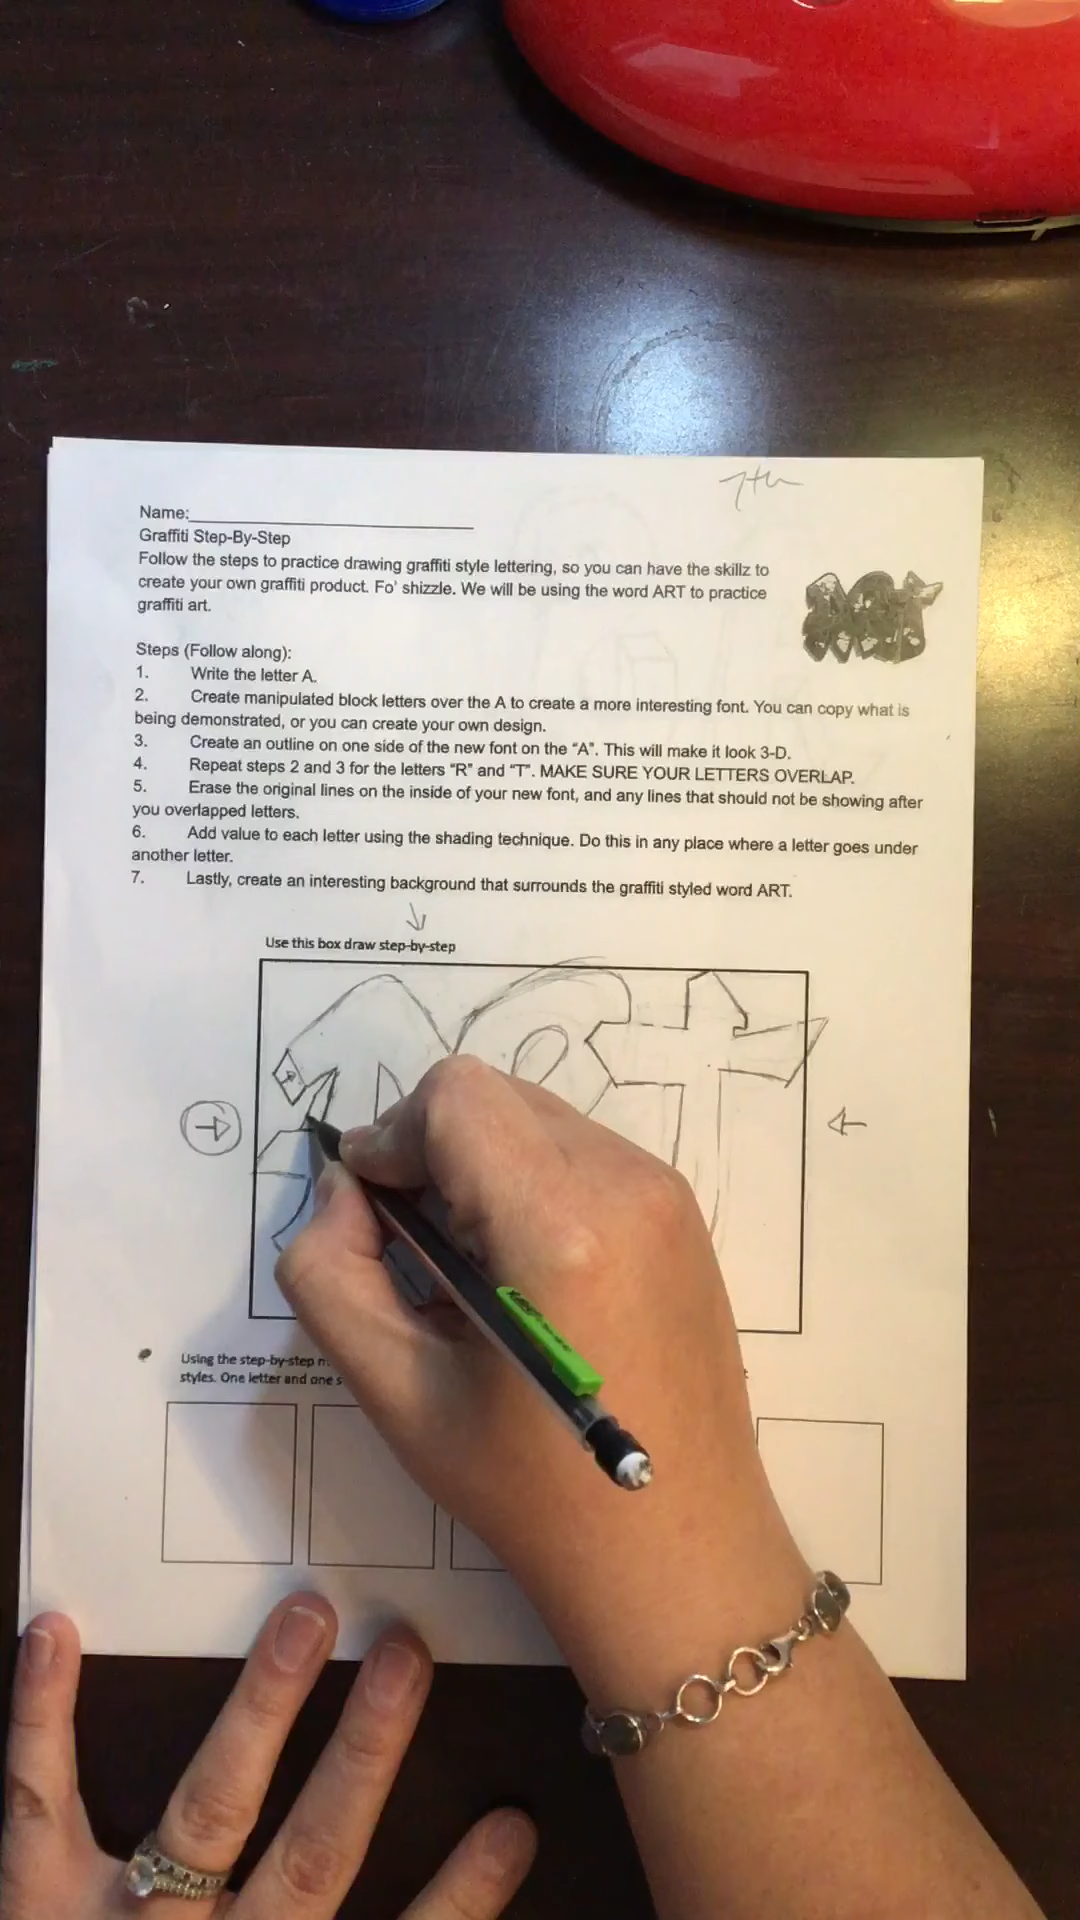 7th
Name:
Graffiti Step-By-Step
Follow the steps to practice drawing graffiti style lettering, so you can have the skillz to
create your own graffiti product. Fo' shizzle. We will be using the word ART to practice
graffiti art.
Steps (Follow along):
1. Write the letter A.
2. Create manipulated block letters over the A to create a more interesting font. You can copy what is
being demonstrated, or you can create your own design.
3. Create an outline on one side of the new font on the "A". This will make it look 3-D.
4. Repeat steps 2 and 3 for the letters "R" and "T". MAKE SURE YOUR LETTERS OVERLAP.
5. Erase the original lines on the inside of your new font, and any lines that should not be showing after
you overlapped letters.
6. Add value to each letter using the shading technique. Do this in any place where a letter goes under
another letter.
7. Lastly, create an interesting background that surrounds the graffiti styled word ART.
Use this box draw step-by-step
Using the step-by-step
styles. One letter and one